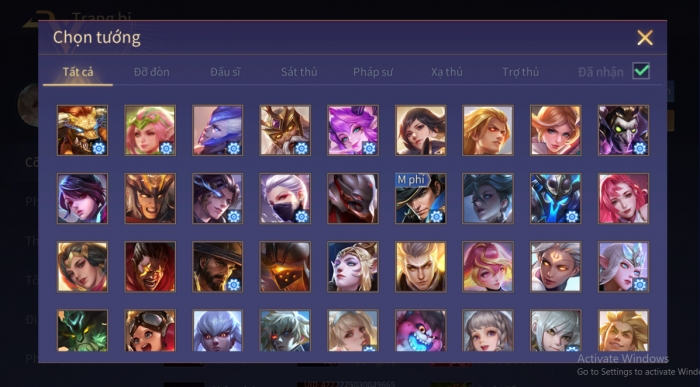 Trang bị
Chọn tướng
Tất cả
Đỡ đòn
Đấu sĩ
Sát thủ
Pháp sư
Xạ thủ
Trợ thủ
Đã nhận
M phí
Activate Windows
Go to Settings to activate Wind